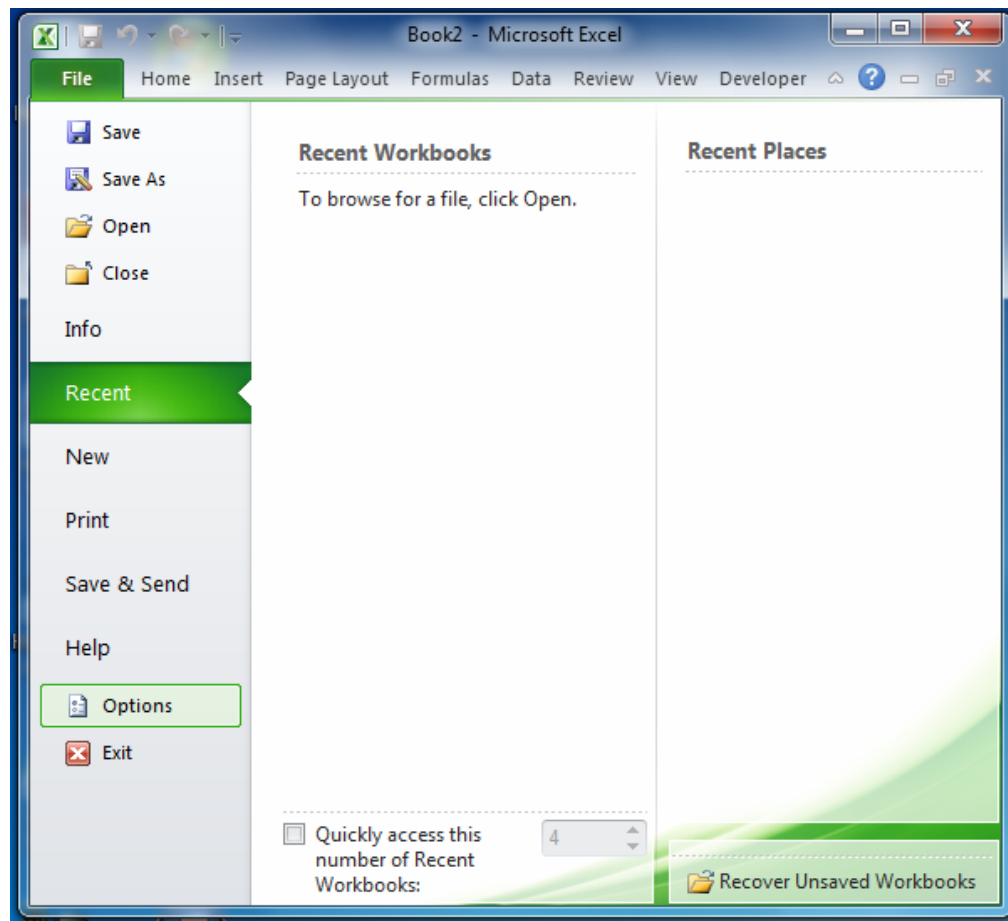 Book2 - Microsoft Excel
File Home Insert Page Layout Formulas Data Review View Developer
Save
Save As
Open
Close
Info
Recent
New
Print
Save & Send
Help
Options
Exit
Recent Workbooks
To browse for a file, click Open.
Quickly access this
number of Recent
Workbooks:
4
Recent Places
Recover Unsaved Workbooks